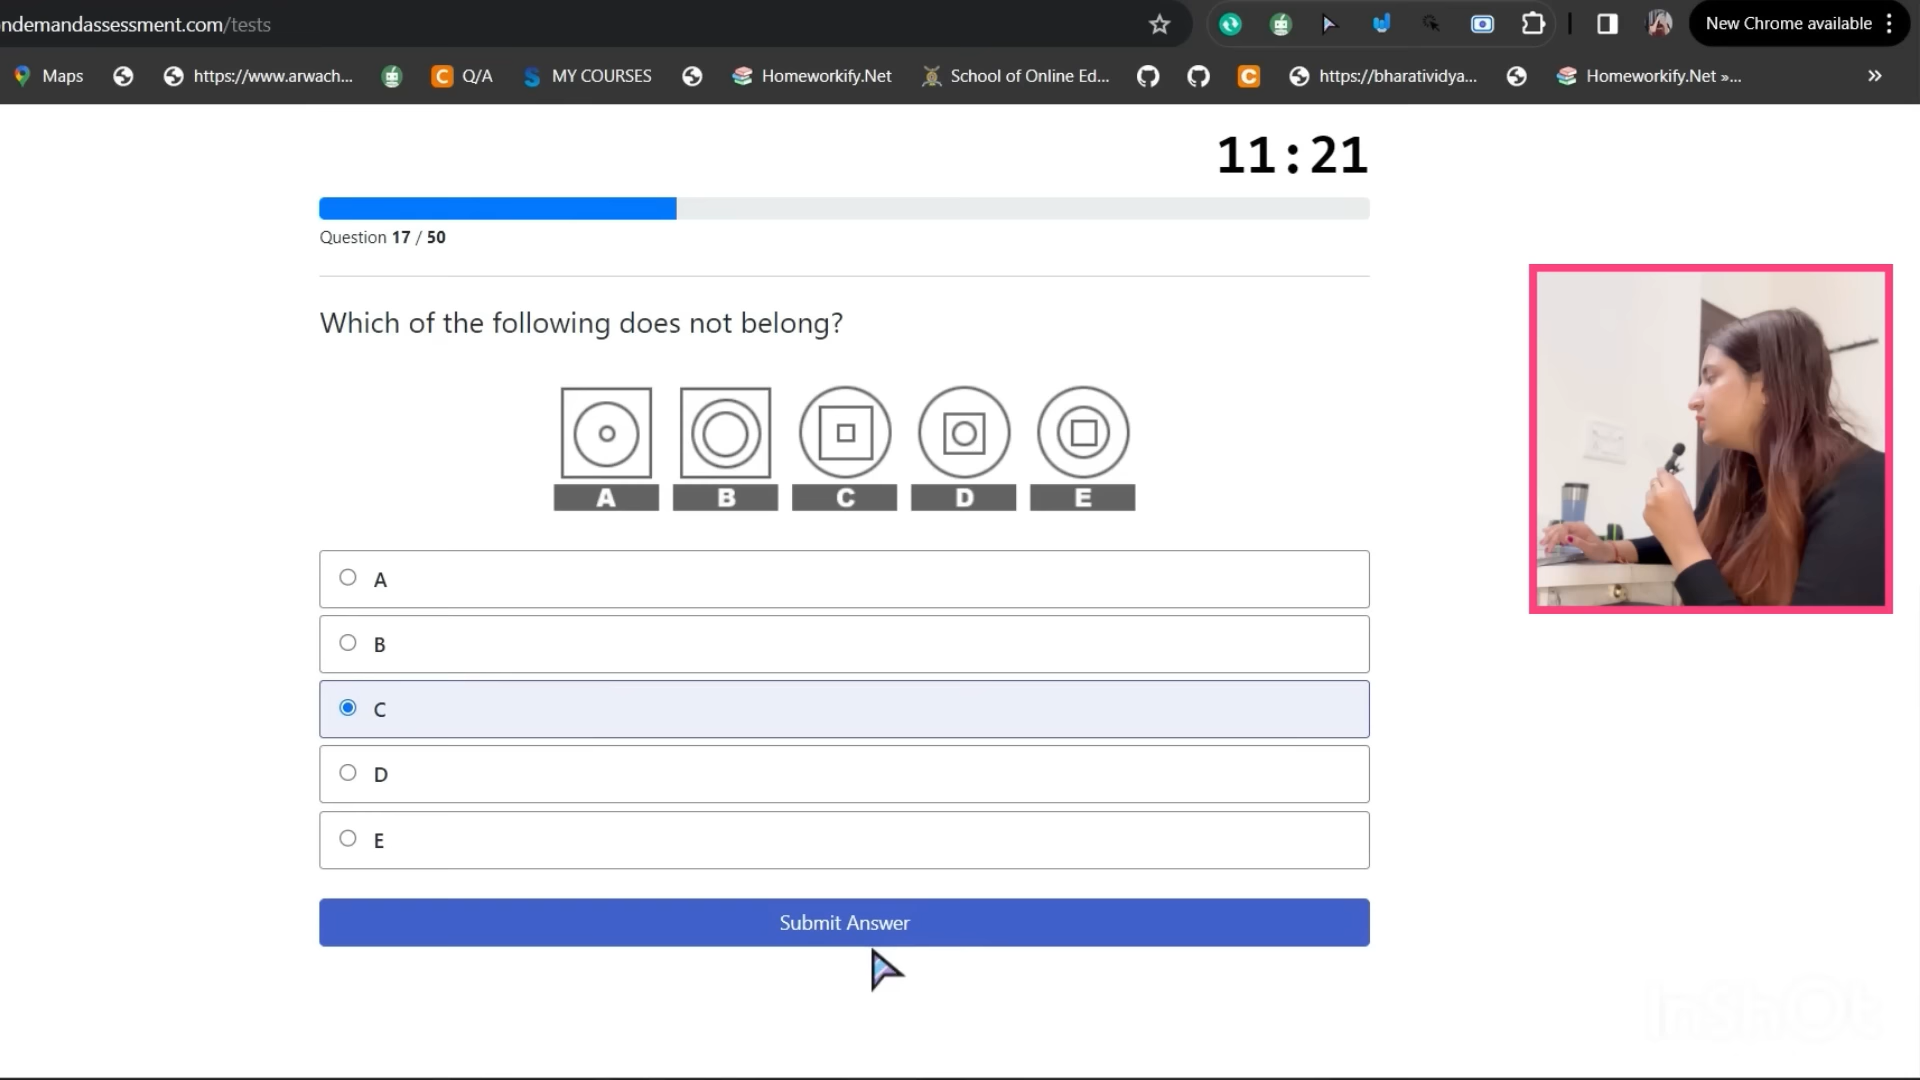 ndemandassessment.com/tests
New Chrome available
Maps
https://www.arwach...
C
Q/A
S
MY COURSES
Homeworkify.Net
School of Online Ed...
C
https://bharatividya...
Homeworkify.Net »...
»
11:21
Question 17 / 50
Which of the following does not belong?
A B C D E
A
B
C
D
E
Submit Answer
InShOt